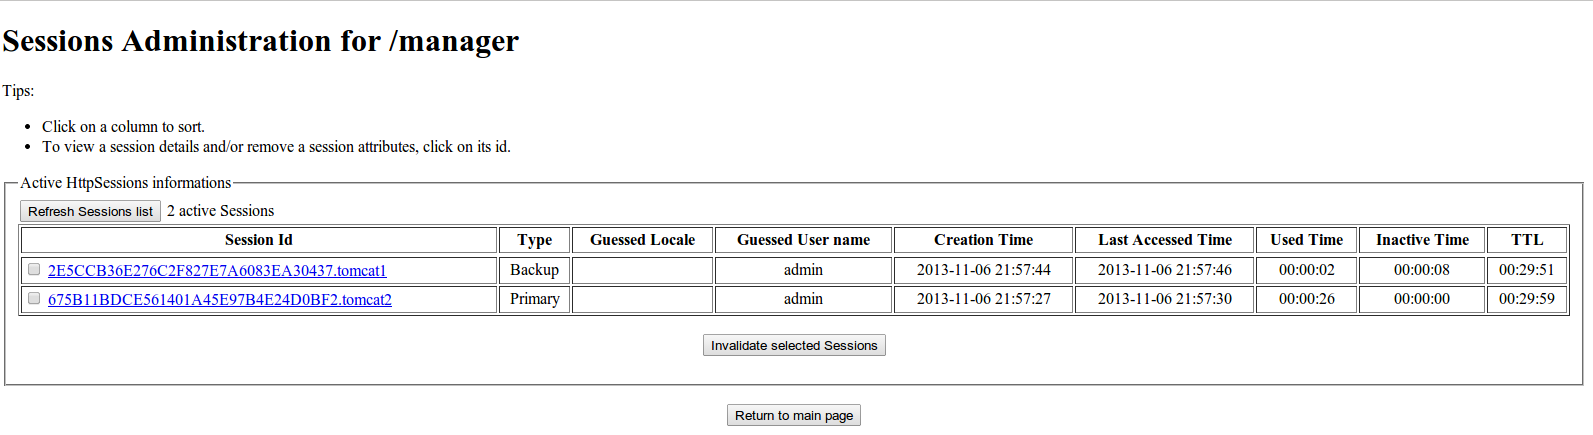 Sessions Administration for /manager
Tips:
Click on a column to sort.
To view a session details and/or remove a session attributes, click on its id.
Active HttpSessions informations
Refresh Sessions list 2 active Sessions
Session Id Type Guessed Locale Guessed User name Creation Time Last Accessed Time Used Time Inactive Time TTL
2E5CCB36E276C2F827E7A6083EA30437.tomcat1 Backup admin 2013-11-06 21:57:44 2013-11-06 21:57:46 00:00:02 00:00:08 00:29:51
675B11BDCE561401A45E97B4E24D0BF2.tomcat2 Primary admin 2013-11-06 21:57:27 2013-11-06 21:57:30 00:00:26 00:00:00 00:29:59
Invalidate selected Sessions
Return to main page